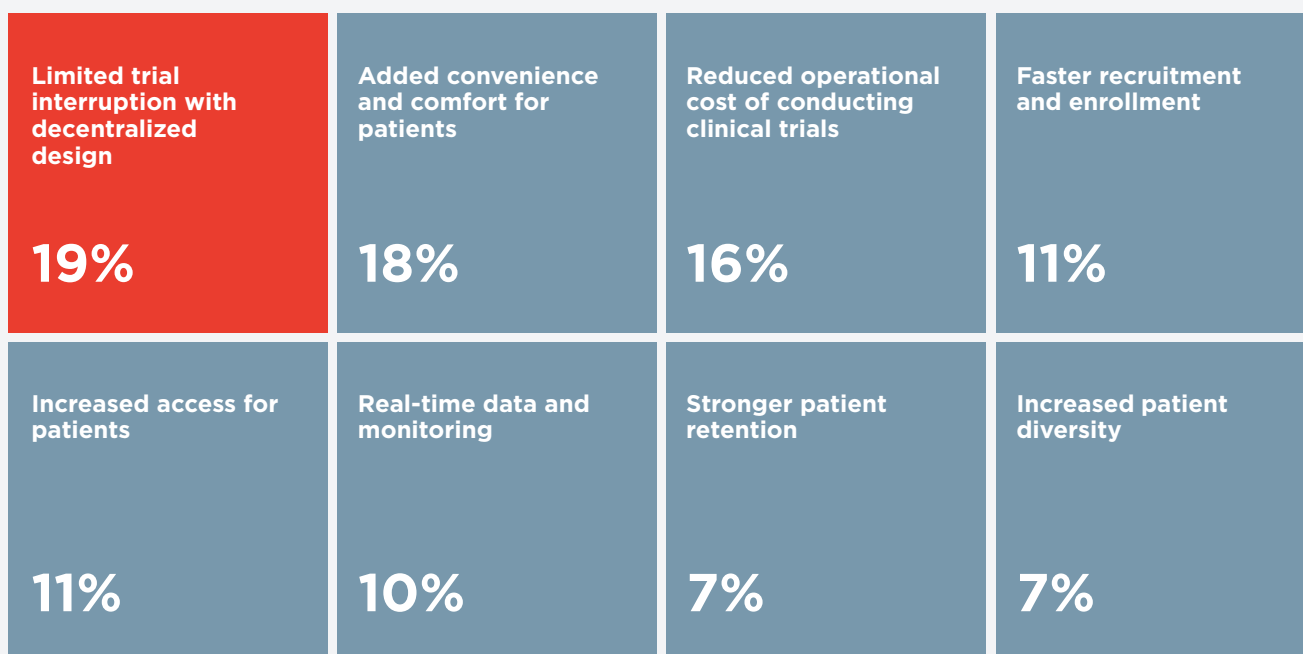 Limited trial
interruption with
decentralized
design
19%
Added convenience
and comfort for
patients
18%
Reduced operational
cost of conducting
clinical trials
16%
Faster recruitment
and enrollment
11%
Increased access for
patients
11%
Real-time data and
monitoring
10%
Stronger patient
retention
7%
Increased patient
diversity
7%